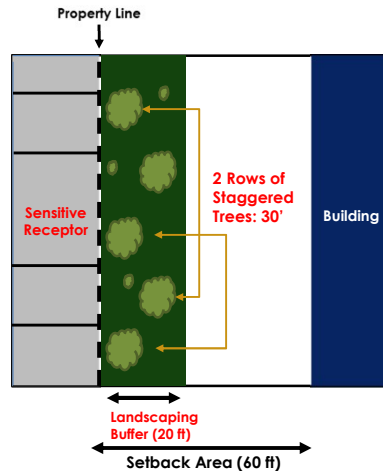 Property Line
Sensitive
Receptor
2 Rows of
Staggered
Trees: 30'
Building
Landscaping
Buffer (20 ft)
Setback Area (60 ft)